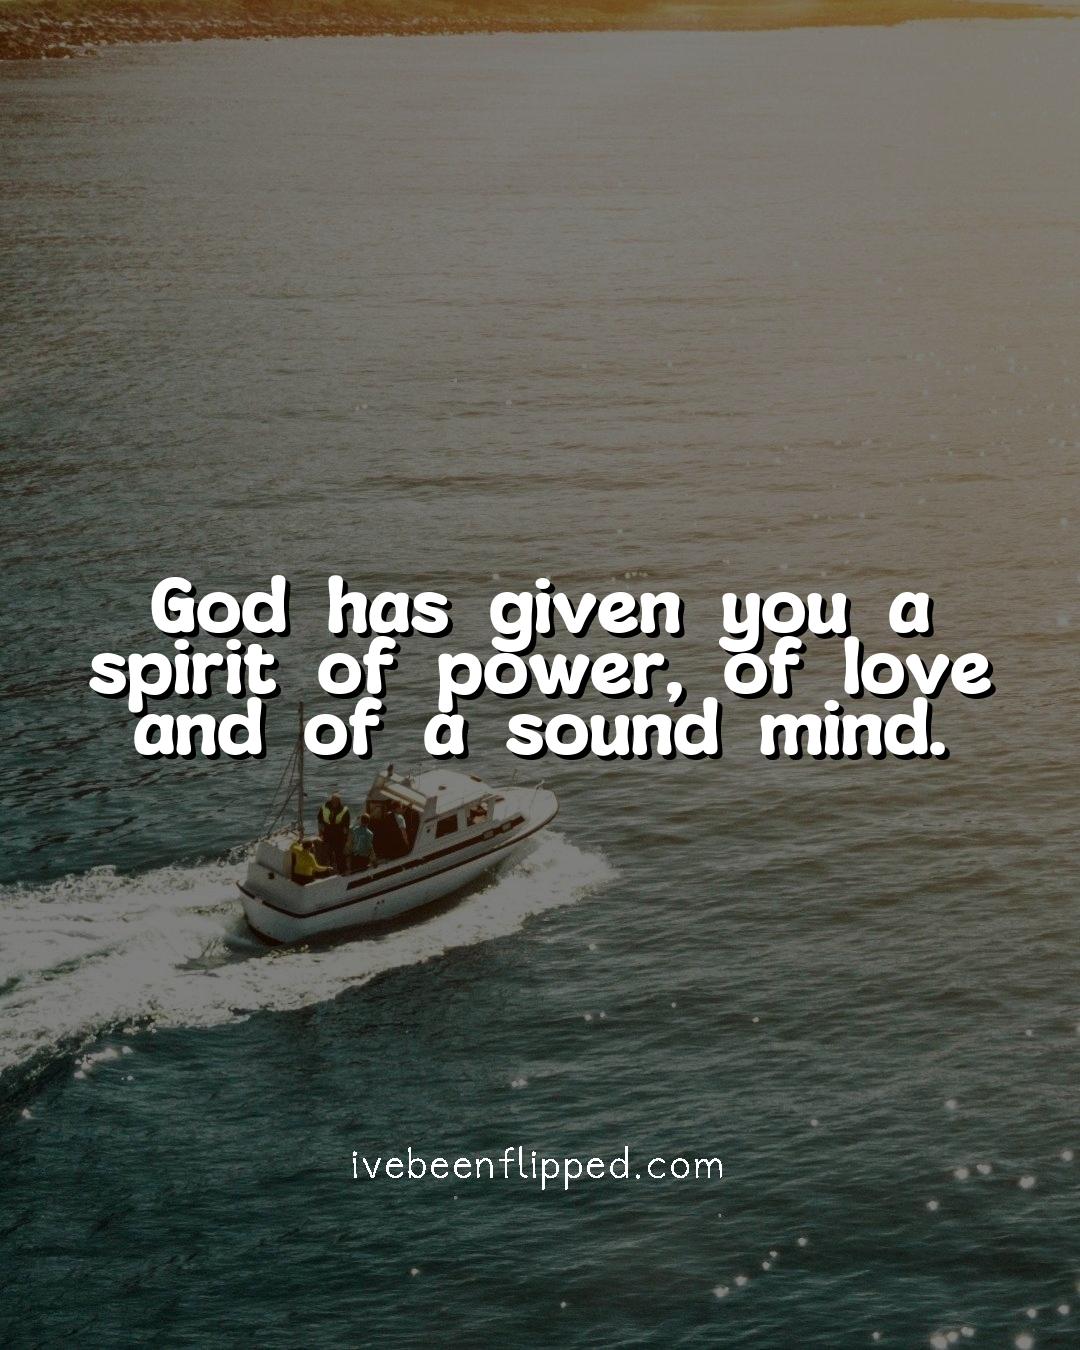 God has given you a
spirit of power, of love
and of a sound mind.
ivebeenflipped.com